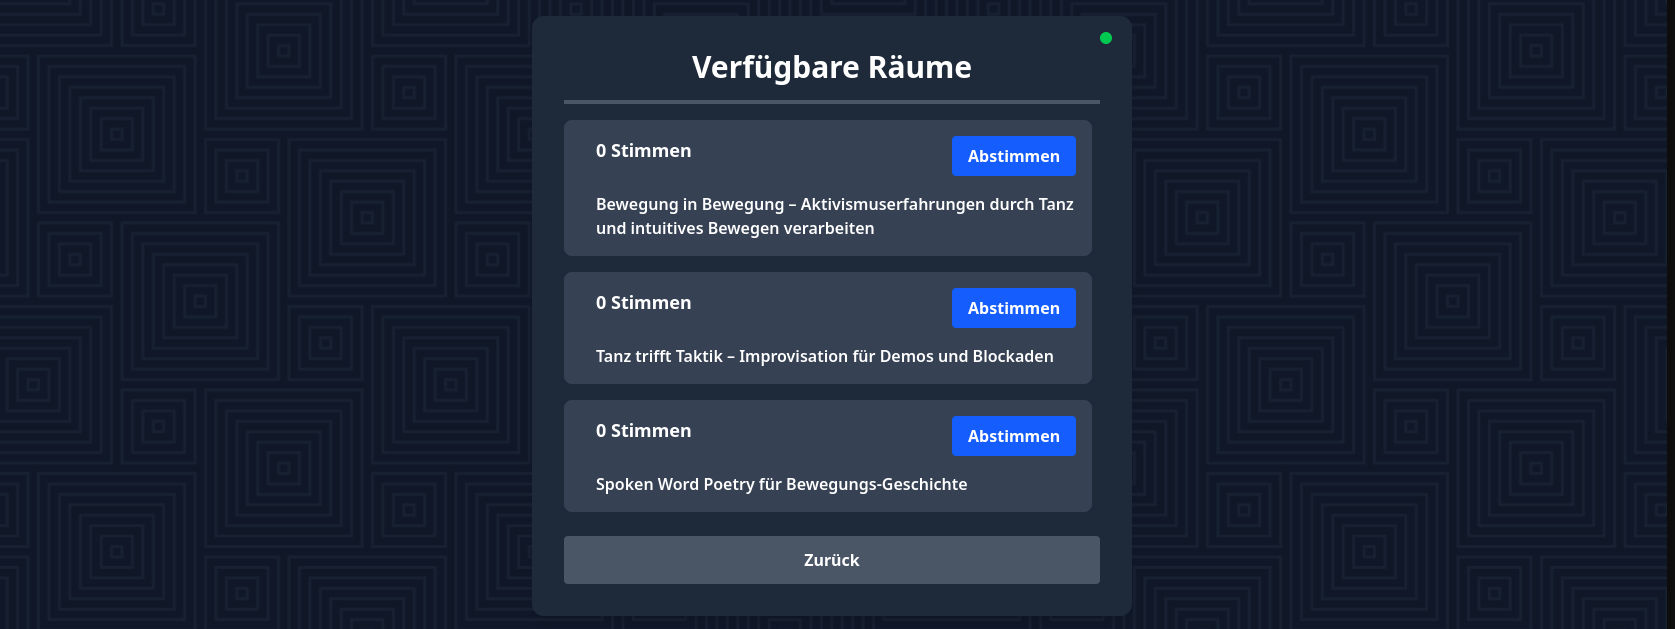 Verfügbare Räume
0 Stimmen
Abstimmen
Bewegung in Bewegung – Aktivismuserfahrungen durch Tanz
und intuitives Bewegen verarbeiten
0 Stimmen
Abstimmen
Tanz trifft Taktik – Improvisation für Demos und Blockaden
0 Stimmen
Abstimmen
Spoken Word Poetry für Bewegungs-Geschichte
Zurück